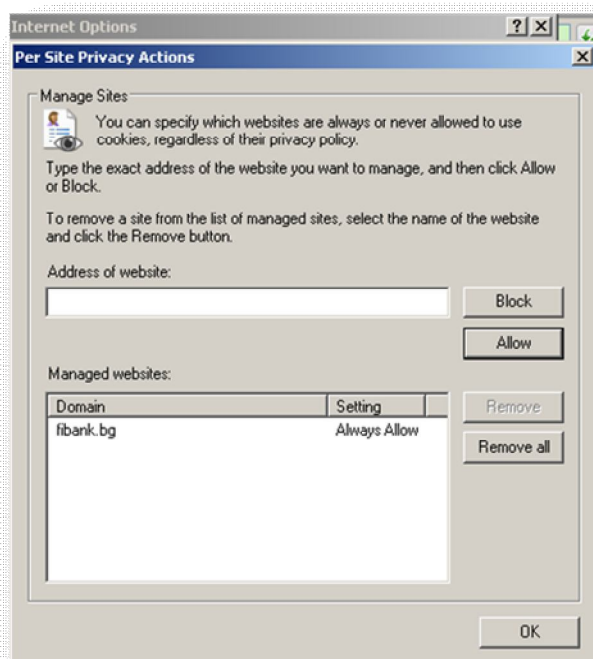 Internet Options
Per Site Privacy Actions
Manage Sites
You can specify which websites are always or never allowed to use
cookies, regardless of their privacy policy.
Type the exact address of the website you want to manage, and then click Allow
or Block.
To remove a site from the list of managed sites, select the name of the website
and click the Remove button.
Address of website:
Block
Allow
Managed websites:
Domain Setting
Remove
fibank.bg Always Allow
Remove all
OK